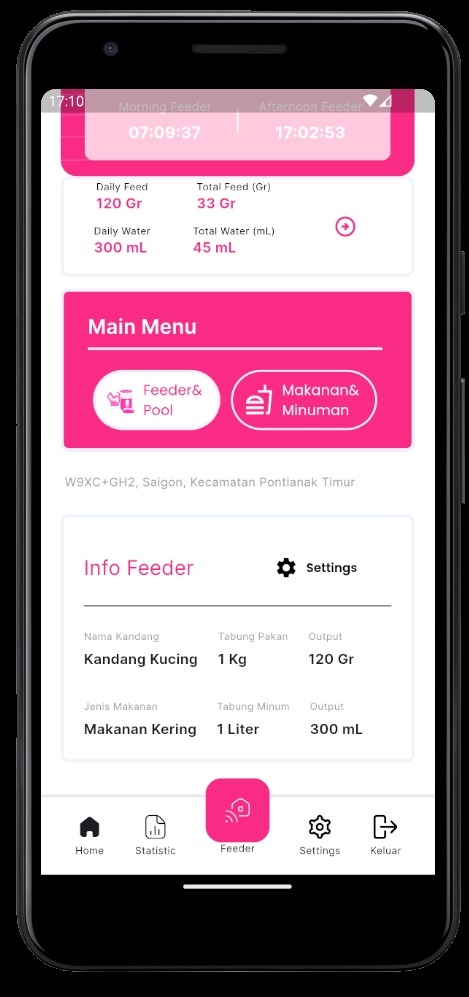 17:10
Morning Feeder Afternoon Feeder
07:09:37 17:02:53
Daily Feed Total Feed (Gr)
120 Gr 33 Gr
Daily Water Total Water (mL)
300 mL 45 mL
Main Menu
Feeder&
Pool
Makanan&
Minuman
W9XC+GH2, Saigon, Kecamatan Pontianak Timur
Info Feeder Settings
Nama Kandang Tabung Pakan Output
Kandang Kucing 1 Kg 120 Gr
Jenis Makanan Tabung Minum Output
Makanan Kering 1 Liter 300 mL
Home Statistic Feeder Settings Keluar